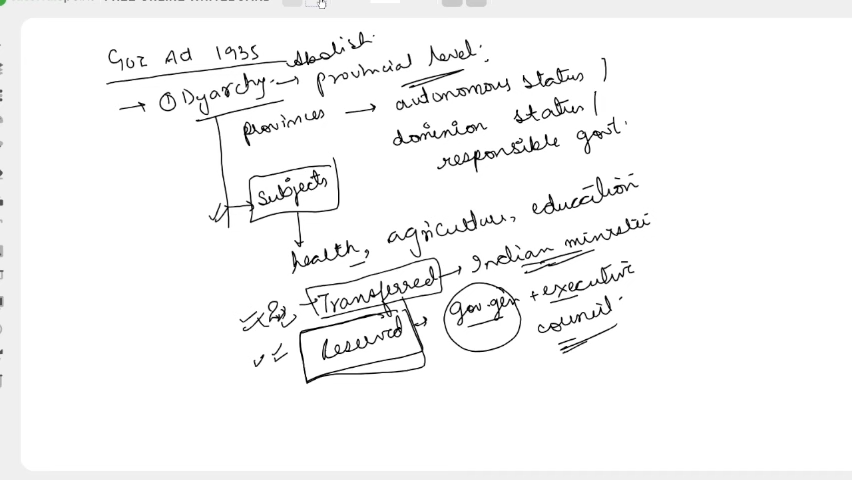 GOI Act 1935
Abolish.
→ ① Dyarchy. → provincial level.
provinces → autonomous status /
dominion status /
responsible govt.
Subjects
health, agriculture, education
Transferred → Indian minister
Reserved → Gov. gen + executive
council.